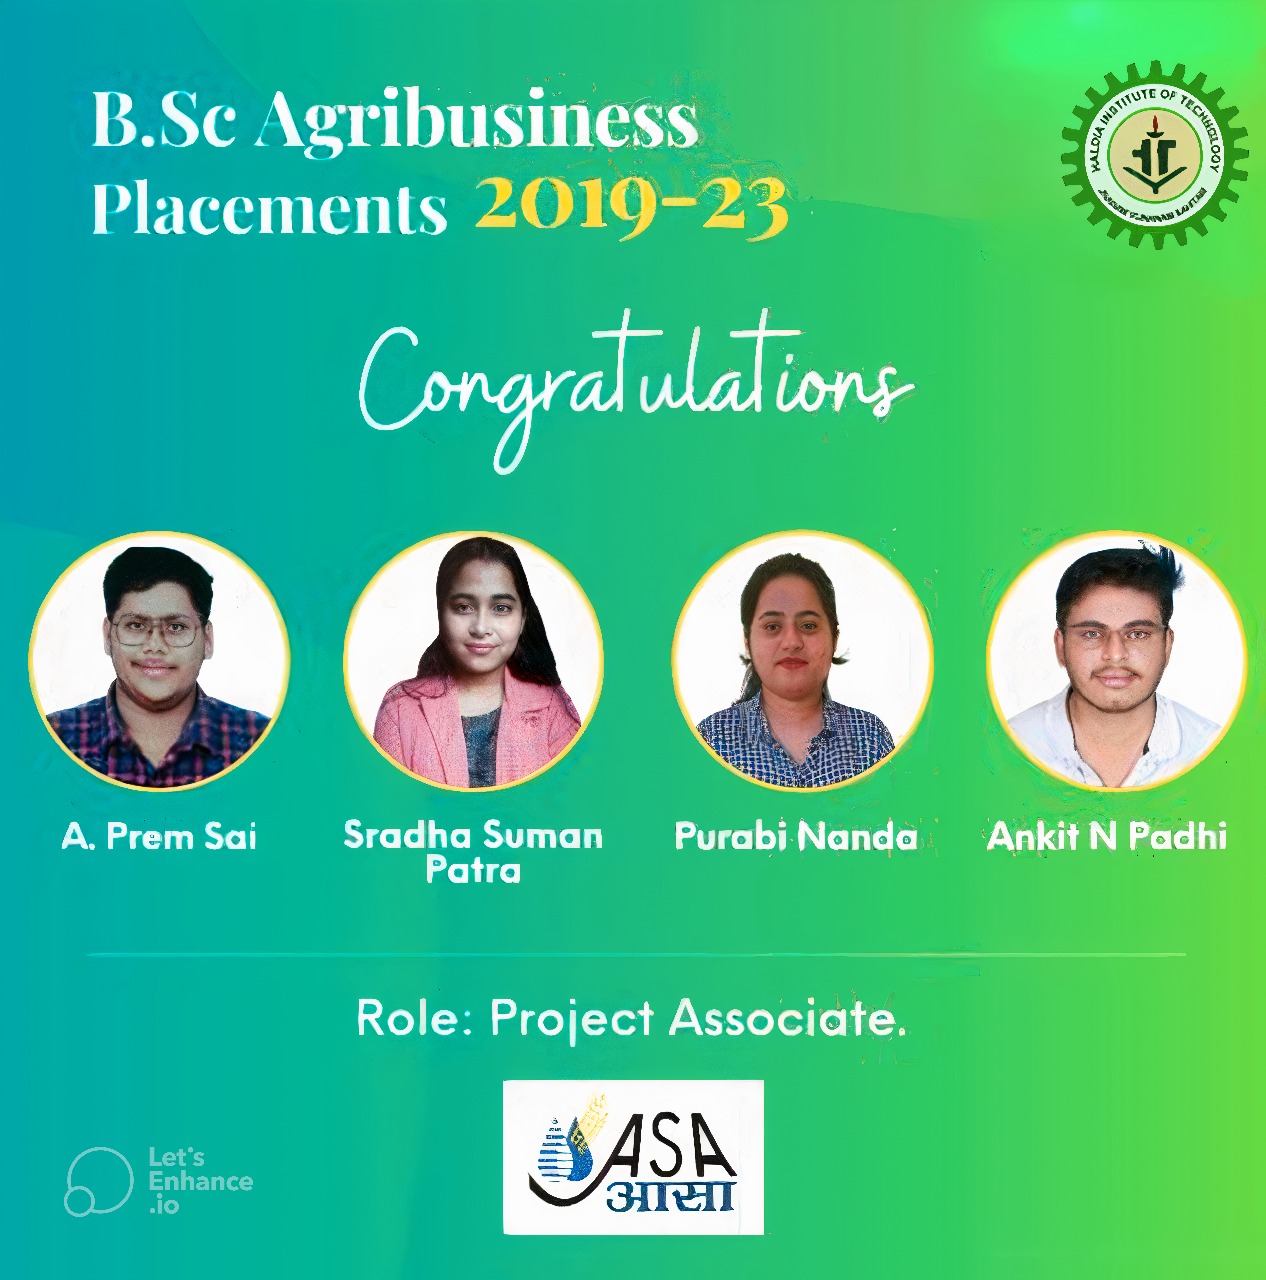 B.Sc Agribusiness
Placements 2019-23
HALDIA INSTITUTE OF TECHNOLOGY
Congratulations
A. Prem Sai
Sradha Suman
Patra
Purabi Nanda
Ankit N Padhi
Role: Project Associate.
ASA
आसा
Let's
Enhance
.io